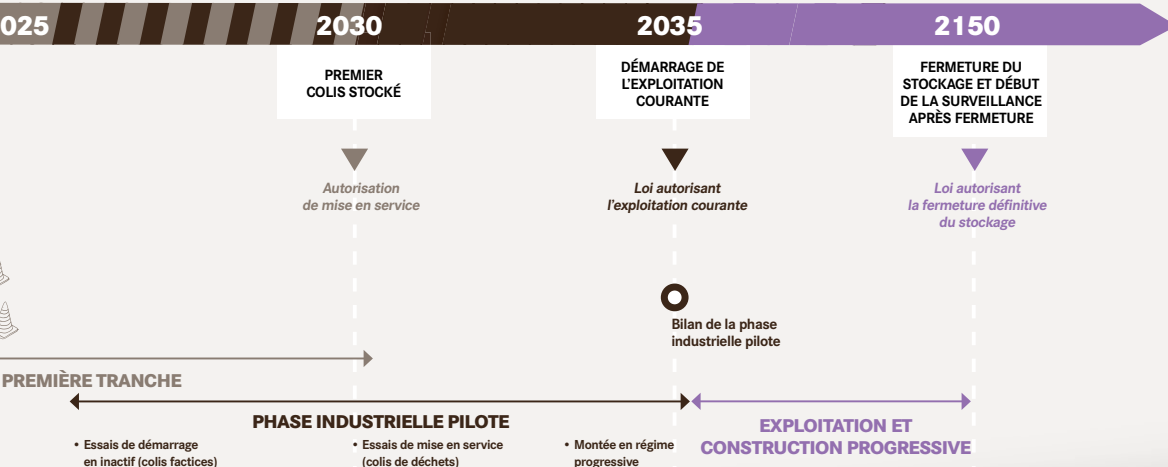 025 2030 2035 2150
PREMIER
COLIS STOCKÉ
DÉMARRAGE DE
L'EXPLOITATION
COURANTE
FERMETURE DU
STOCKAGE ET DÉBUT
DE LA SURVEILLANCE
APRÈS FERMETURE
Autorisation
de mise en service
Loi autorisant
l'exploitation courante
Loi autorisant
la fermeture définitive
du stockage
Bilan de la phase
industrielle pilote
PREMIÈRE TRANCHE
PHASE INDUSTRIELLE PILOTE
• Essais de démarrage
en inactif (colis factices)
• Essais de mise en service
(colis de déchets)
• Montée en régime
progressive
EXPLOITATION ET
CONSTRUCTION PROGRESSIVE